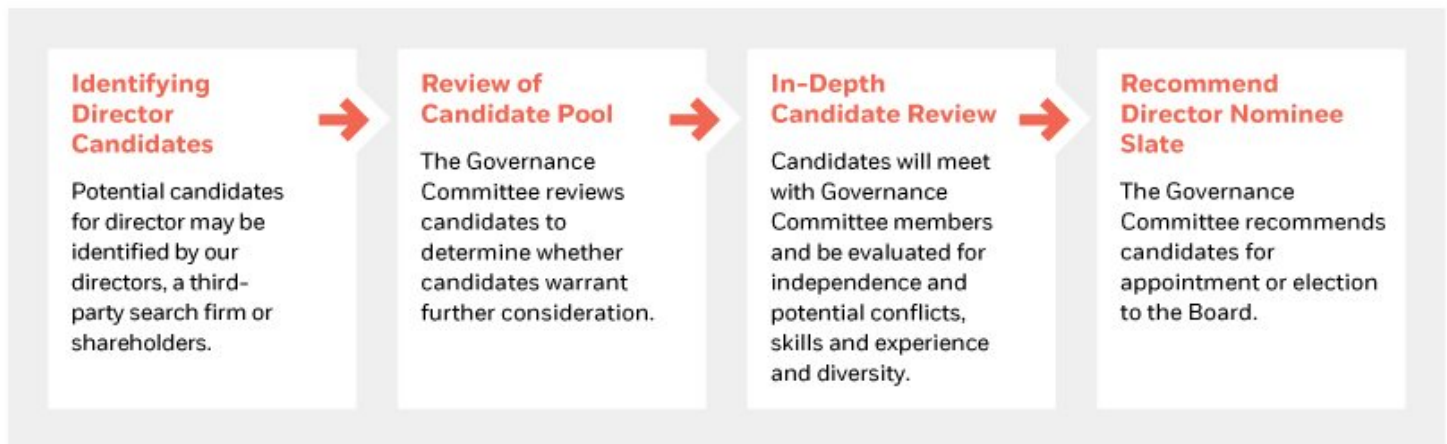 Identifying
Director
Candidates
Potential candidates
for director may be
identified by our
directors, a third-
party search firm or
shareholders.
Review of
Candidate Pool
The Governance
Committee reviews
candidates to
determine whether
candidates warrant
further consideration.
In-Depth
Candidate Review
Candidates will meet
with Governance
Committee members
and be evaluated for
independence and
potential conflicts,
skills and experience
and diversity.
Recommend
Director Nominee
Slate
The Governance
Committee recommends
candidates for
appointment or election
to the Board.